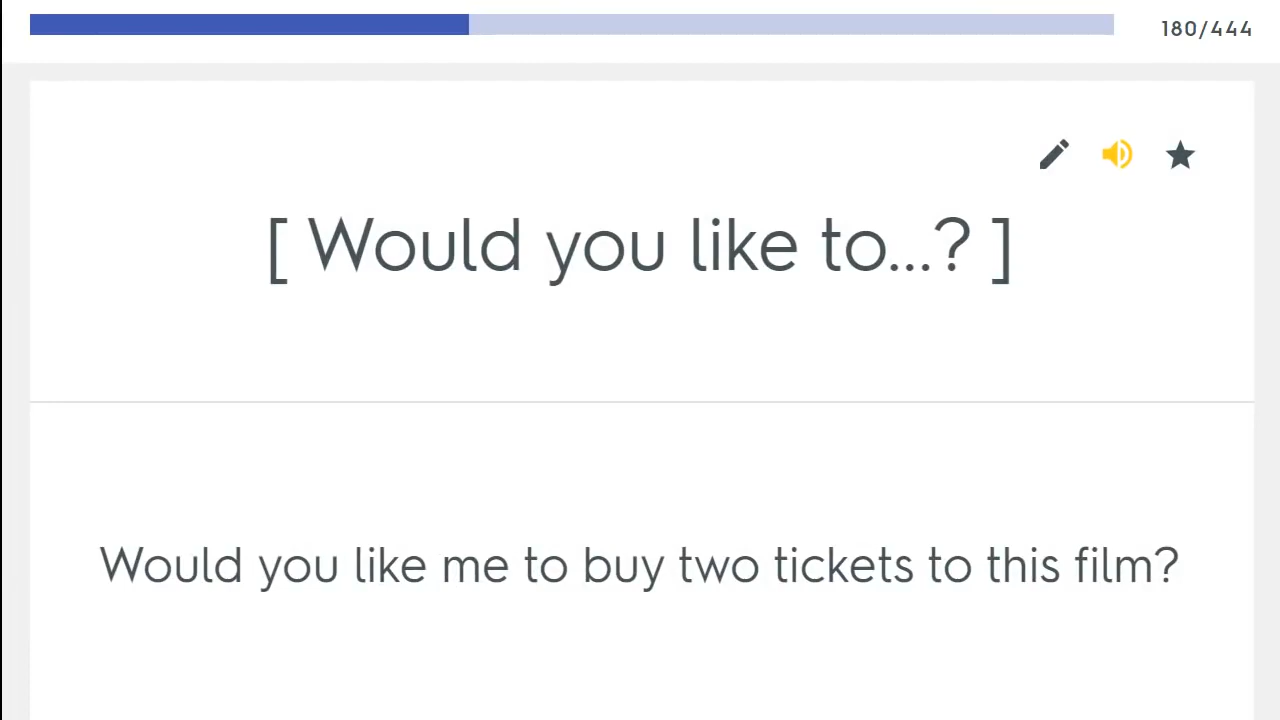 180/444
[ Would you like to...? ]
Would you like me to buy two tickets to this film?